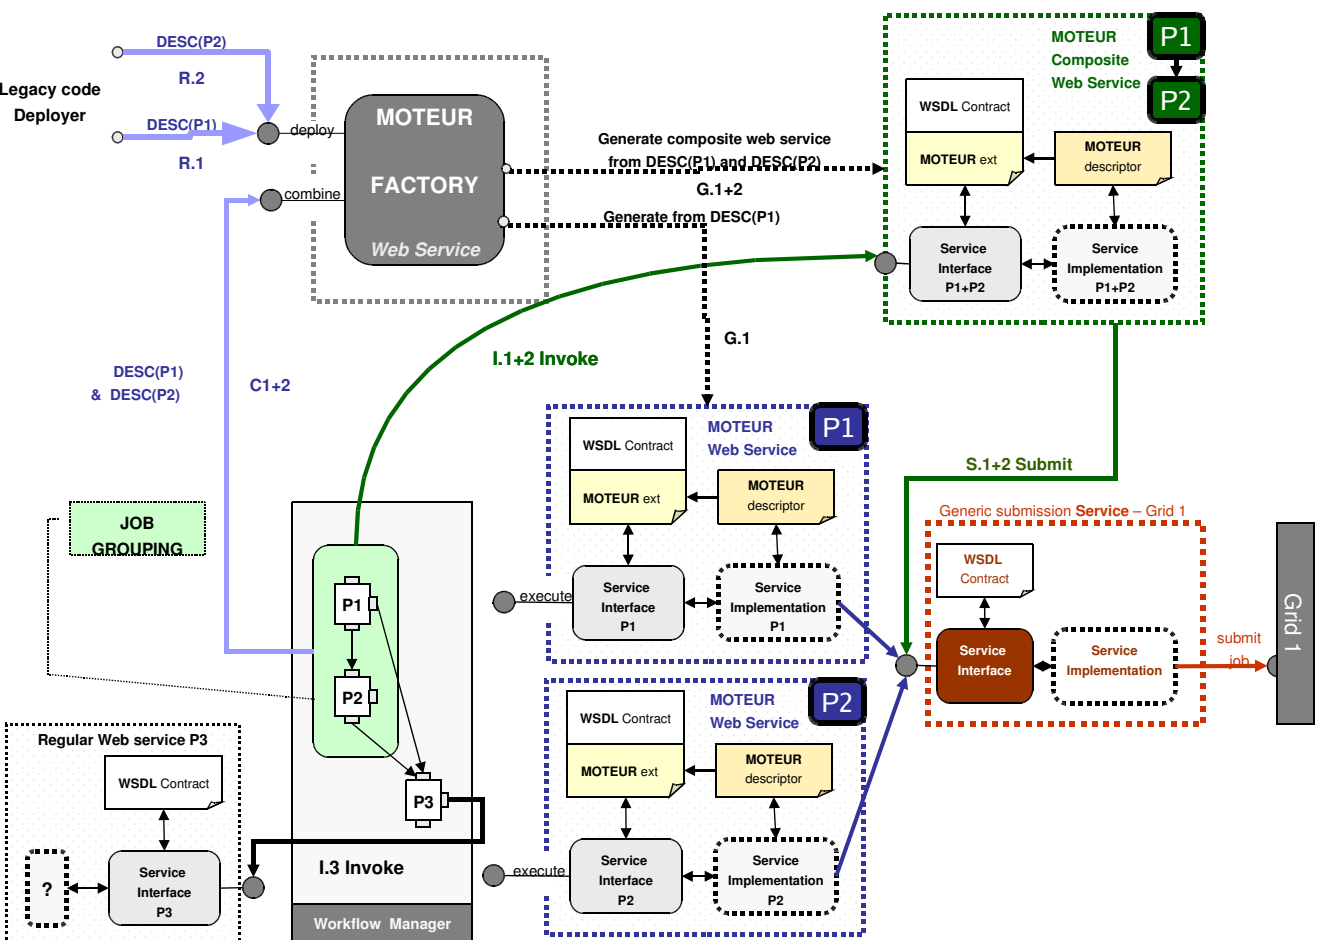 DESC(P2)
R.2
Legacy code
Deployer
DESC(P1)
R.1
deploy
combine
MOTEUR
FACTORY
Web Service
Generate composite web service
from DESC(P1) and DESC(P2)
G.1+2
Generate from DESC(P1)
G.1
MOTEUR
Composite
Web Service
P1
P2
WSDL Contract
MOTEUR ext
MOTEUR
descriptor
Service
Interface
P1+P2
Service
Implementation
P1+P2
I.1+2 Invoke
DESC(P1)
& DESC(P2)
C1+2
S.1+2 Submit
JOB
GROUPING
P1
P2
P3
I.3 Invoke
Workflow Manager
MOTEUR
Web Service
P1
WSDL Contract
MOTEUR ext
MOTEUR
descriptor
execute
Service
Interface
P1
Service
Implementation
P1
MOTEUR
Web Service
P2
WSDL Contract
MOTEUR ext
MOTEUR
descriptor
execute
Service
Interface
P2
Service
Implementation
P2
Generic submission Service – Grid 1
WSDL
Contract
Service
Interface
Service
Implementation
submit
job
Grid 1
Regular Web service P3
WSDL Contract
?
Service
Interface
P3